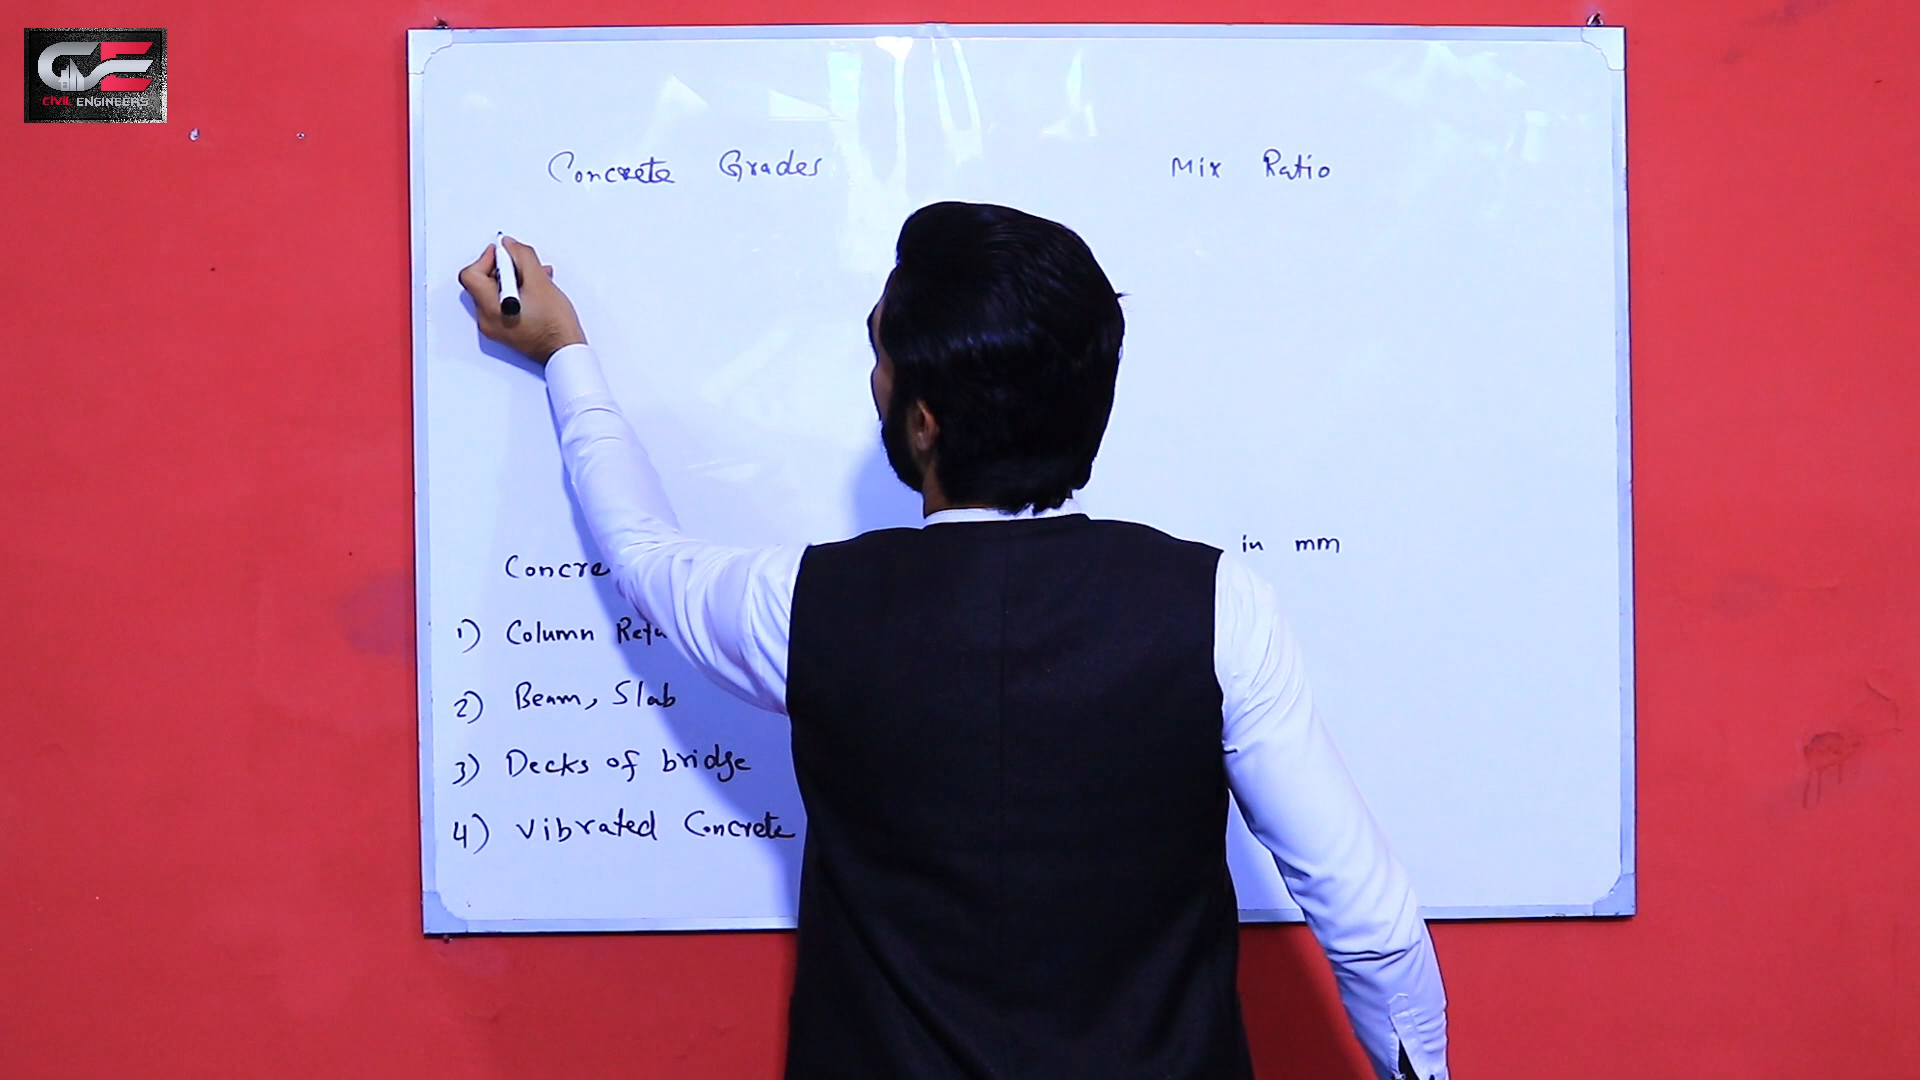 CIVIL ENGINEERS
Concrete Grades Mix Ratio
in mm
Concre
1) Column Reta
2) Beam, Slab
3) Decks of bridge
4) Vibrated Concrete